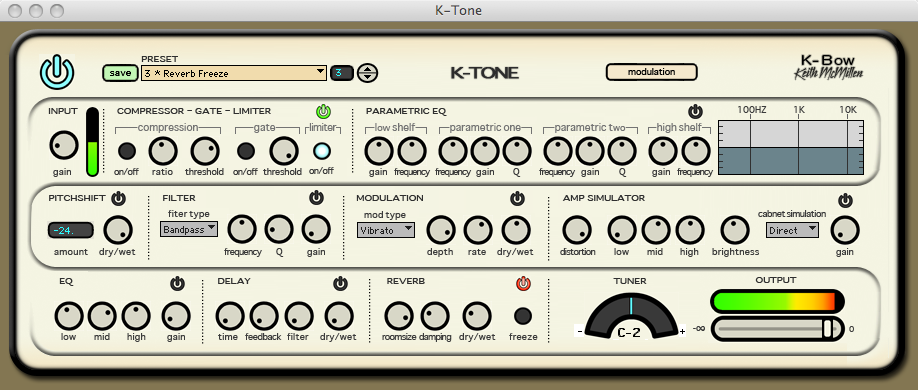 K-Tone
PRESET
save
3 * Reverb Freeze
3
K-TONE
modulation
K-Bow
Keith McMillen
INPUT
gain
COMPRESSOR - GATE - LIMITER
compression
gate
limiter
on/off
ratio
threshold
on/off
threshold
on/off
PARAMETRIC EQ
low shelf
parametric one
parametric two
high shelf
gain
frequency
frequency
gain
Q
frequency
gain
Q
gain
frequency
100HZ
1K
10K
PITCHSHIFT
-24.
amount
dry/wet
FILTER
fiter type
Bandpass
frequency
Q
gain
MODULATION
mod type
Vibrato
depth
rate
dry/wet
AMP SIMULATOR
distortion
low
mid
high
brightness
cabnet simulation
Direct
gain
EQ
low
mid
high
gain
DELAY
time
feedback
filter
dry/wet
REVERB
roomsize
damping
dry/wet
freeze
TUNER
-
C-2
+
OUTPUT
-∞
0